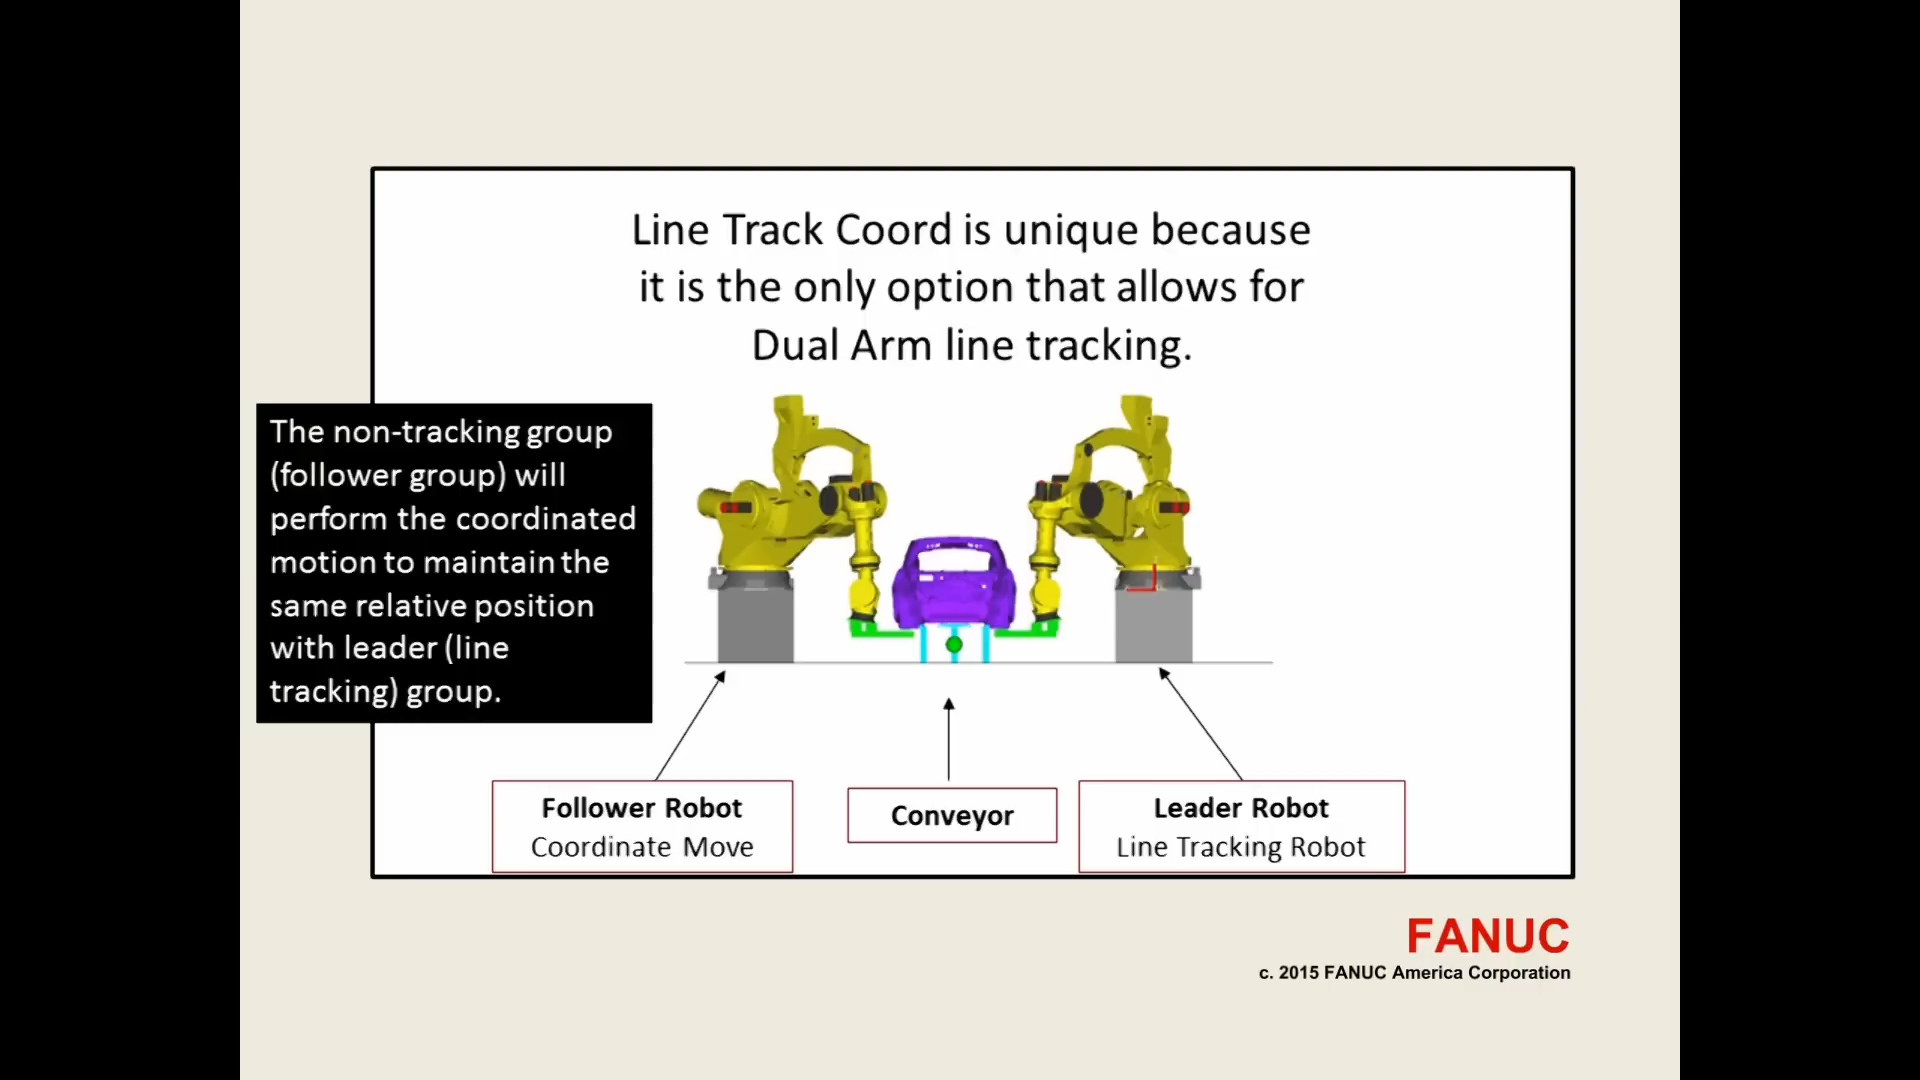 Line Track Coord is unique because
it is the only option that allows for
Dual Arm line tracking.
The non-tracking group
(follower group) will
perform the coordinated
motion to maintain the
same relative position
with leader (line
tracking) group.
Follower Robot
Coordinate Move
Conveyor
Leader Robot
Line Tracking Robot
FANUC
c. 2015 FANUC America Corporation